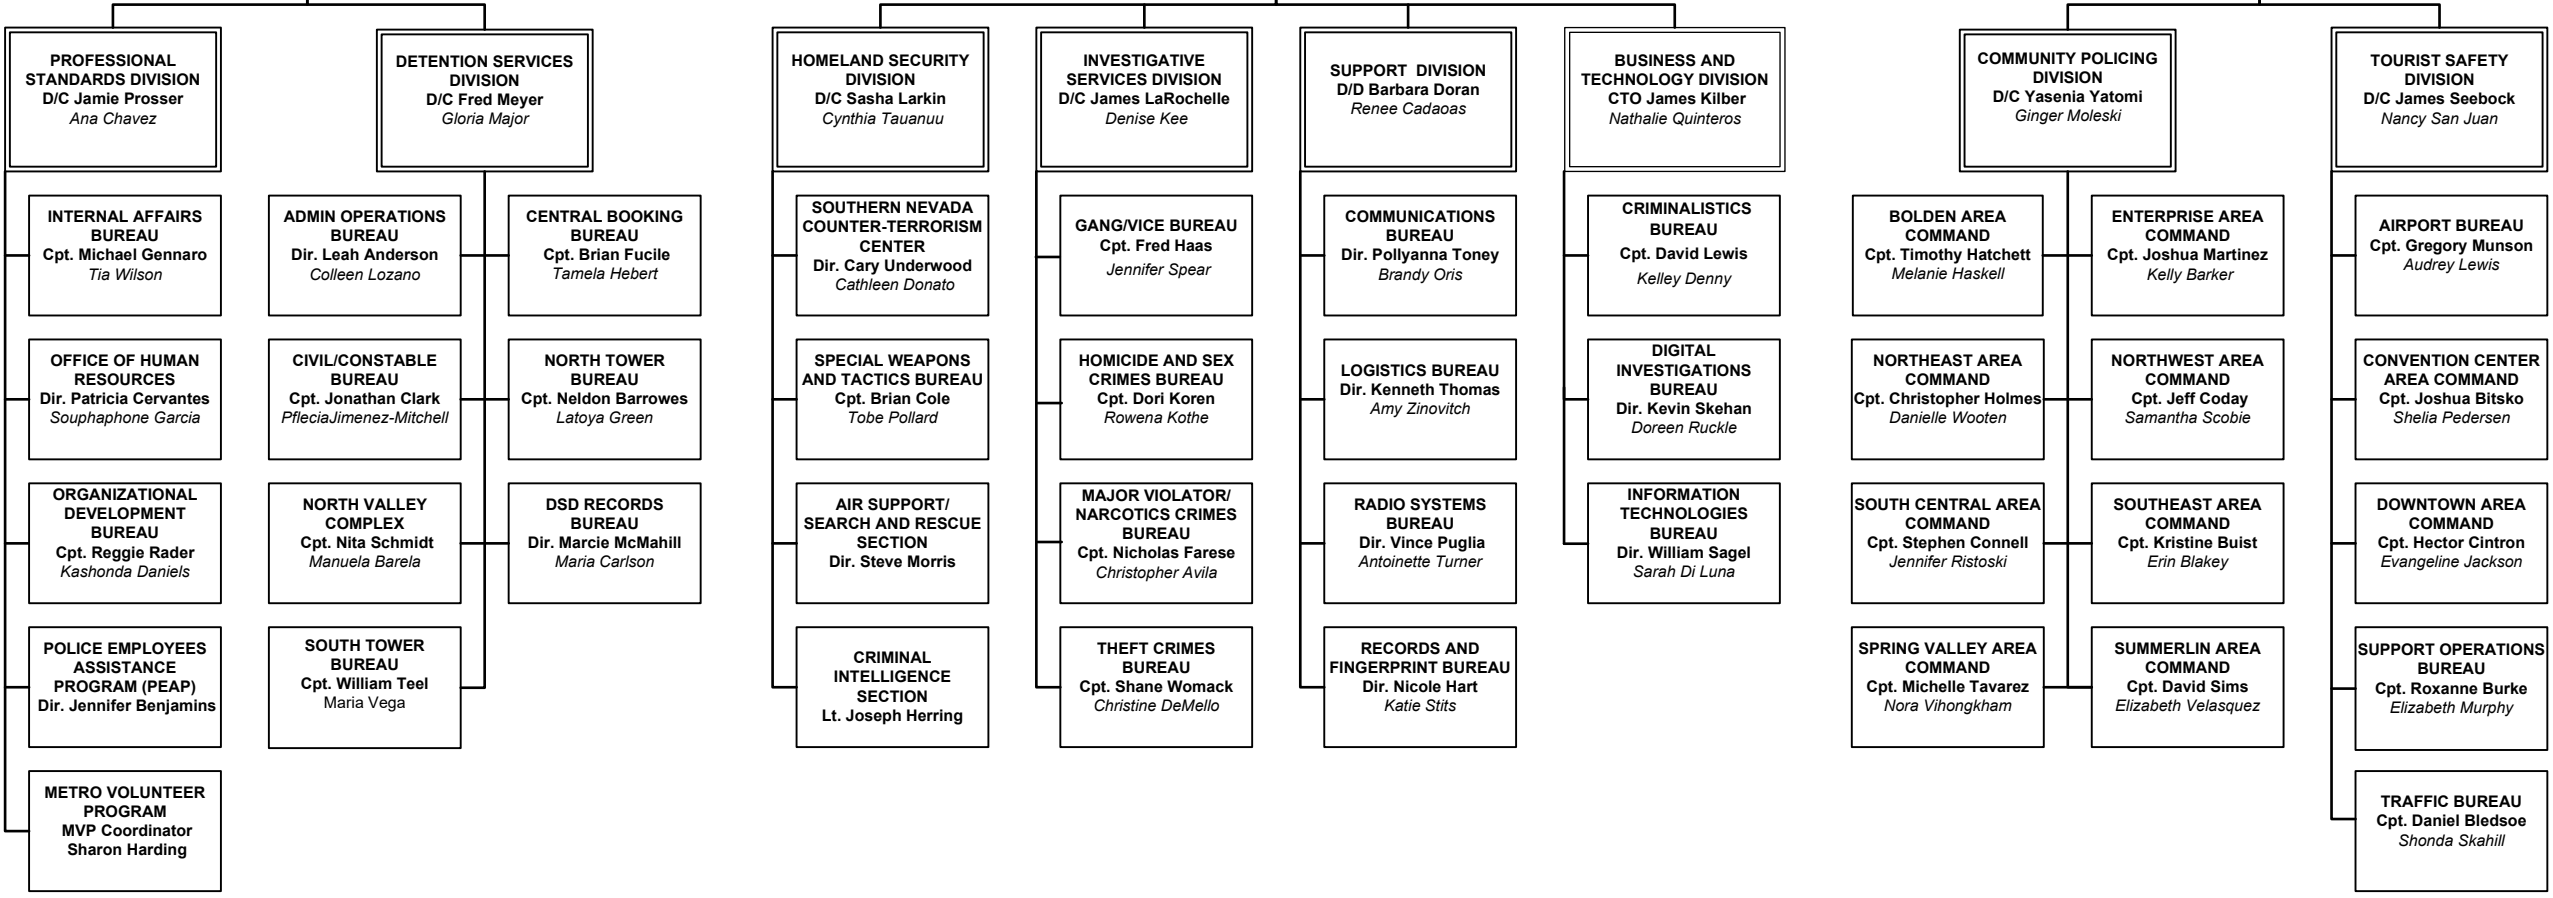 PROFESSIONAL
STANDARDS DIVISION
D/C Jamie Prosser
Ana Chavez
INTERNAL AFFAIRS
BUREAU
Cpt. Michael Gennaro
Tia Wilson
OFFICE OF HUMAN
RESOURCES
Dir. Patricia Cervantes
Souphaphone Garcia
ORGANIZATIONAL
DEVELOPMENT
BUREAU
Cpt. Reggie Rader
Kashonda Daniels
POLICE EMPLOYEES
ASSISTANCE
PROGRAM (PEAP)
Dir. Jennifer Benjamins
METRO VOLUNTEER
PROGRAM
MVP Coordinator
Sharon Harding
DETENTION SERVICES
DIVISION
D/C Fred Meyer
Gloria Major
ADMIN OPERATIONS
BUREAU
Dir. Leah Anderson
Colleen Lozano
CENTRAL BOOKING
BUREAU
Cpt. Brian Fucile
Tamela Hebert
CIVIL/CONSTABLE
BUREAU
Cpt. Jonathan Clark
PfleciaJimenez-Mitchell
NORTH TOWER
BUREAU
Cpt. Neldon Barrowes
Latoya Green
NORTH VALLEY
COMPLEX
Cpt. Nita Schmidt
Manuela Barela
DSD RECORDS
BUREAU
Dir. Marcie McMahill
Maria Carlson
SOUTH TOWER
BUREAU
Cpt. William Teel
Maria Vega
HOMELAND SECURITY
DIVISION
D/C Sasha Larkin
Cynthia Tauanuu
SOUTHERN NEVADA
COUNTER-TERRORISM
CENTER
Dir. Cary Underwood
Cathleen Donato
SPECIAL WEAPONS
AND TACTICS BUREAU
Cpt. Brian Cole
Tobe Pollard
AIR SUPPORT/
SEARCH AND RESCUE
SECTION
Dir. Steve Morris
CRIMINAL
INTELLIGENCE
SECTION
Lt. Joseph Herring
INVESTIGATIVE
SERVICES DIVISION
D/C James LaRochelle
Denise Kee
GANG/VICE BUREAU
Cpt. Fred Haas
Jennifer Spear
HOMICIDE AND SEX
CRIMES BUREAU
Cpt. Dori Koren
Rowena Kothe
MAJOR VIOLATOR/
NARCOTICS CRIMES
BUREAU
Cpt. Nicholas Farese
Christopher Avila
THEFT CRIMES
BUREAU
Cpt. Shane Womack
Christine DeMello
SUPPORT DIVISION
D/D Barbara Doran
Renee Cadaoas
COMMUNICATIONS
BUREAU
Dir. Pollyanna Toney
Brandy Oris
LOGISTICS BUREAU
Dir. Kenneth Thomas
Amy Zinovitch
RADIO SYSTEMS
BUREAU
Dir. Vince Puglia
Antoinette Turner
RECORDS AND
FINGERPRINT BUREAU
Dir. Nicole Hart
Katie Stits
BUSINESS AND
TECHNOLOGY DIVISION
CTO James Kilber
Nathalie Quinteros
CRIMINALISTICS
BUREAU
Cpt. David Lewis
Kelley Denny
DIGITAL
INVESTIGATIONS
BUREAU
Dir. Kevin Skehan
Doreen Ruckle
INFORMATION
TECHNOLOGIES
BUREAU
Dir. William Sagel
Sarah Di Luna
COMMUNITY POLICING
DIVISION
D/C Yasenia Yatomi
Ginger Moleski
BOLDEN AREA
COMMAND
Cpt. Timothy Hatchett
Melanie Haskell
ENTERPRISE AREA
COMMAND
Cpt. Joshua Martinez
Kelly Barker
NORTHEAST AREA
COMMAND
Cpt. Christopher Holmes
Danielle Wooten
NORTHWEST AREA
COMMAND
Cpt. Jeff Coday
Samantha Scobie
SOUTH CENTRAL AREA
COMMAND
Cpt. Stephen Connell
Jennifer Ristoski
SOUTHEAST AREA
COMMAND
Cpt. Kristine Buist
Erin Blakey
SPRING VALLEY AREA
COMMAND
Cpt. Michelle Tavarez
Nora Vihongkham
SUMMERLIN AREA
COMMAND
Cpt. David Sims
Elizabeth Velasquez
TOURIST SAFETY
DIVISION
D/C James Seebock
Nancy San Juan
AIRPORT BUREAU
Cpt. Gregory Munson
Audrey Lewis
CONVENTION CENTER
AREA COMMAND
Cpt. Joshua Bitsko
Shelia Pedersen
DOWNTOWN AREA
COMMAND
Cpt. Hector Cintron
Evangeline Jackson
SUPPORT OPERATIONS
BUREAU
Cpt. Roxanne Burke
Elizabeth Murphy
TRAFFIC BUREAU
Cpt. Daniel Bledsoe
Shonda Skahill